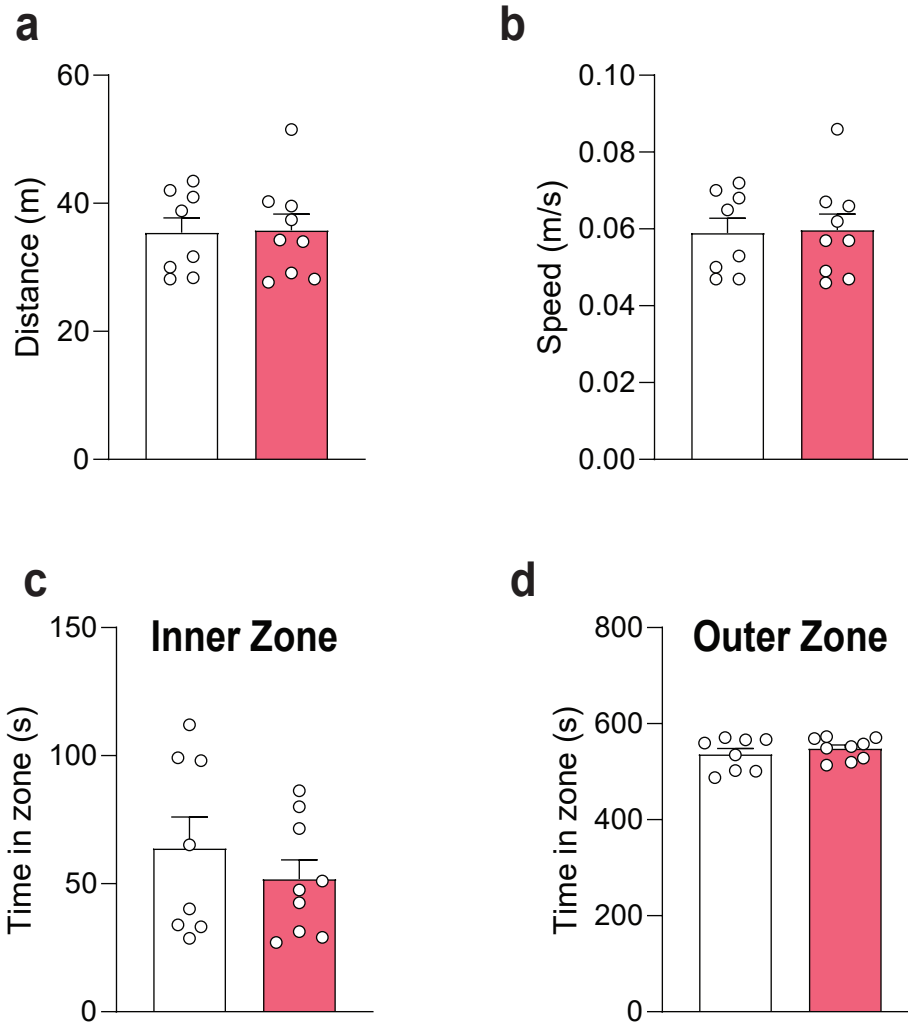 a
Distance (m)
60
40
20
0
b
Speed (m/s)
0.10
0.08
0.06
0.04
0.02
0.00
c
Inner Zone
Time in zone (s)
150
100
50
0
d
Outer Zone
Time in zone (s)
800
600
400
200
0